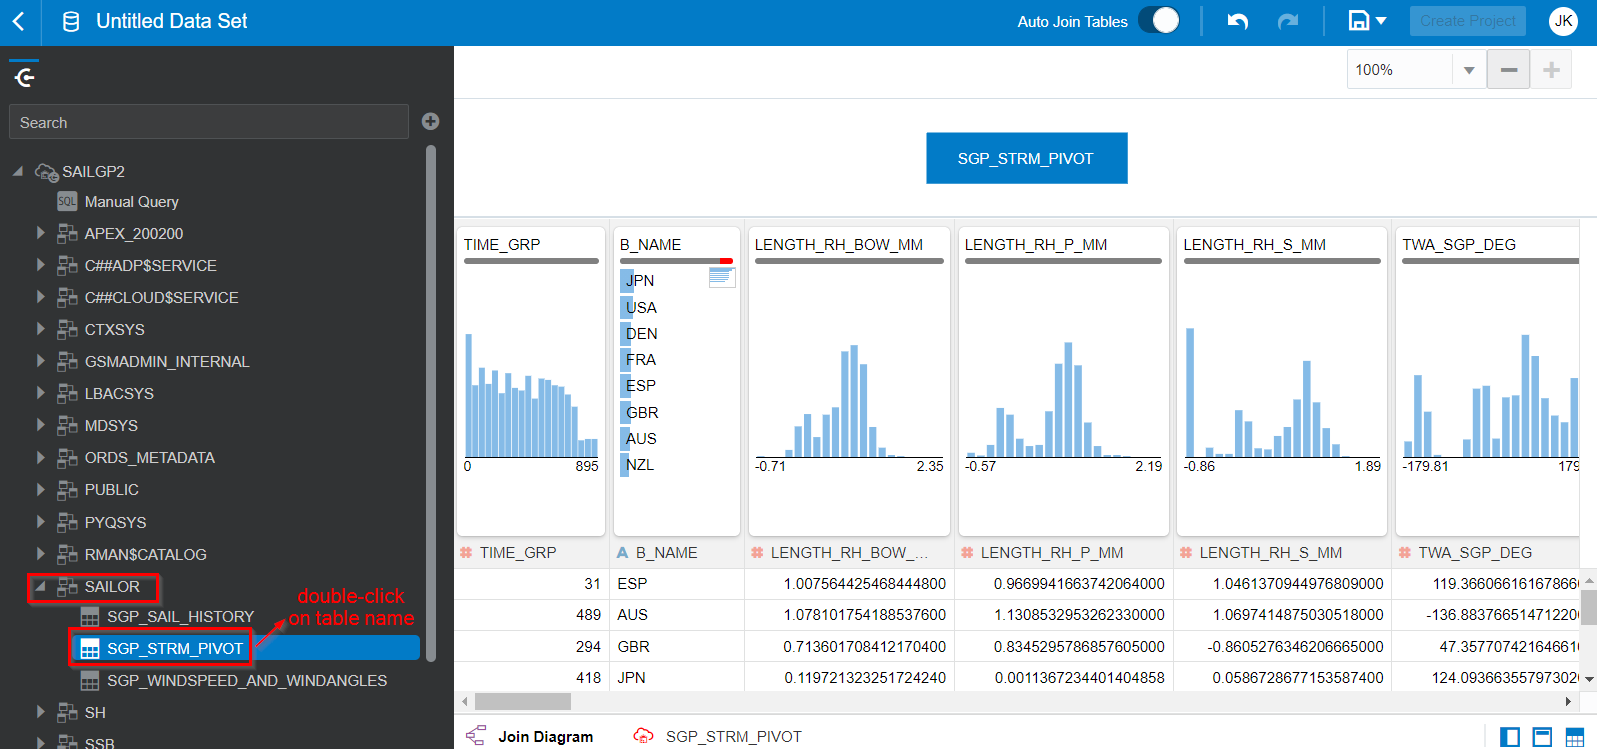 Untitled Data Set
Auto Join Tables
Create Project
JK
100%
Search
SAILGP2
SQL Manual Query
APEX_200200
C##ADP$SERVICE
C##CLOUD$SERVICE
CTXSYS
GSMADMIN_INTERNAL
LBACSYS
MDSYS
ORDS_METADATA
PUBLIC
PYQSYS
RMAN$CATALOG
SAILOR
SGP_SAIL_HISTORY
SGP_STRM_PIVOT
SGP_WINDSPEED_AND_WINDANGLES
SH
SSB
double-click
on table name
SGP_STRM_PIVOT
TIME_GRP
0 895
B_NAME
JPN
USA
DEN
FRA
ESP
GBR
AUS
NZL
LENGTH_RH_BOW_MM
-0.71 2.35
LENGTH_RH_P_MM
-0.57 2.19
LENGTH_RH_S_MM
-0.86 1.89
TWA_SGP_DEG
-179.81 179
TIME_GRP A B_NAME LENGTH_RH_BOW_... LENGTH_RH_P_MM LENGTH_RH_S_MM TWA_SGP_DEG
31 ESP 1.007564425468444800 0.9669941663742064000 1.0461370944976809000 119.366066161678666
489 AUS 1.078101754188537600 1.1308532953262330000 1.0697414875030518000 -136.883766514712206
294 GBR 0.713601708412170400 0.8345295786857605000 -0.8605276346206665000 47.357707421646610
418 JPN 0.119721323251724240 0.0011367234401404858 0.0586728677153587400 124.093663557973020
Join Diagram
SGP_STRM_PIVOT